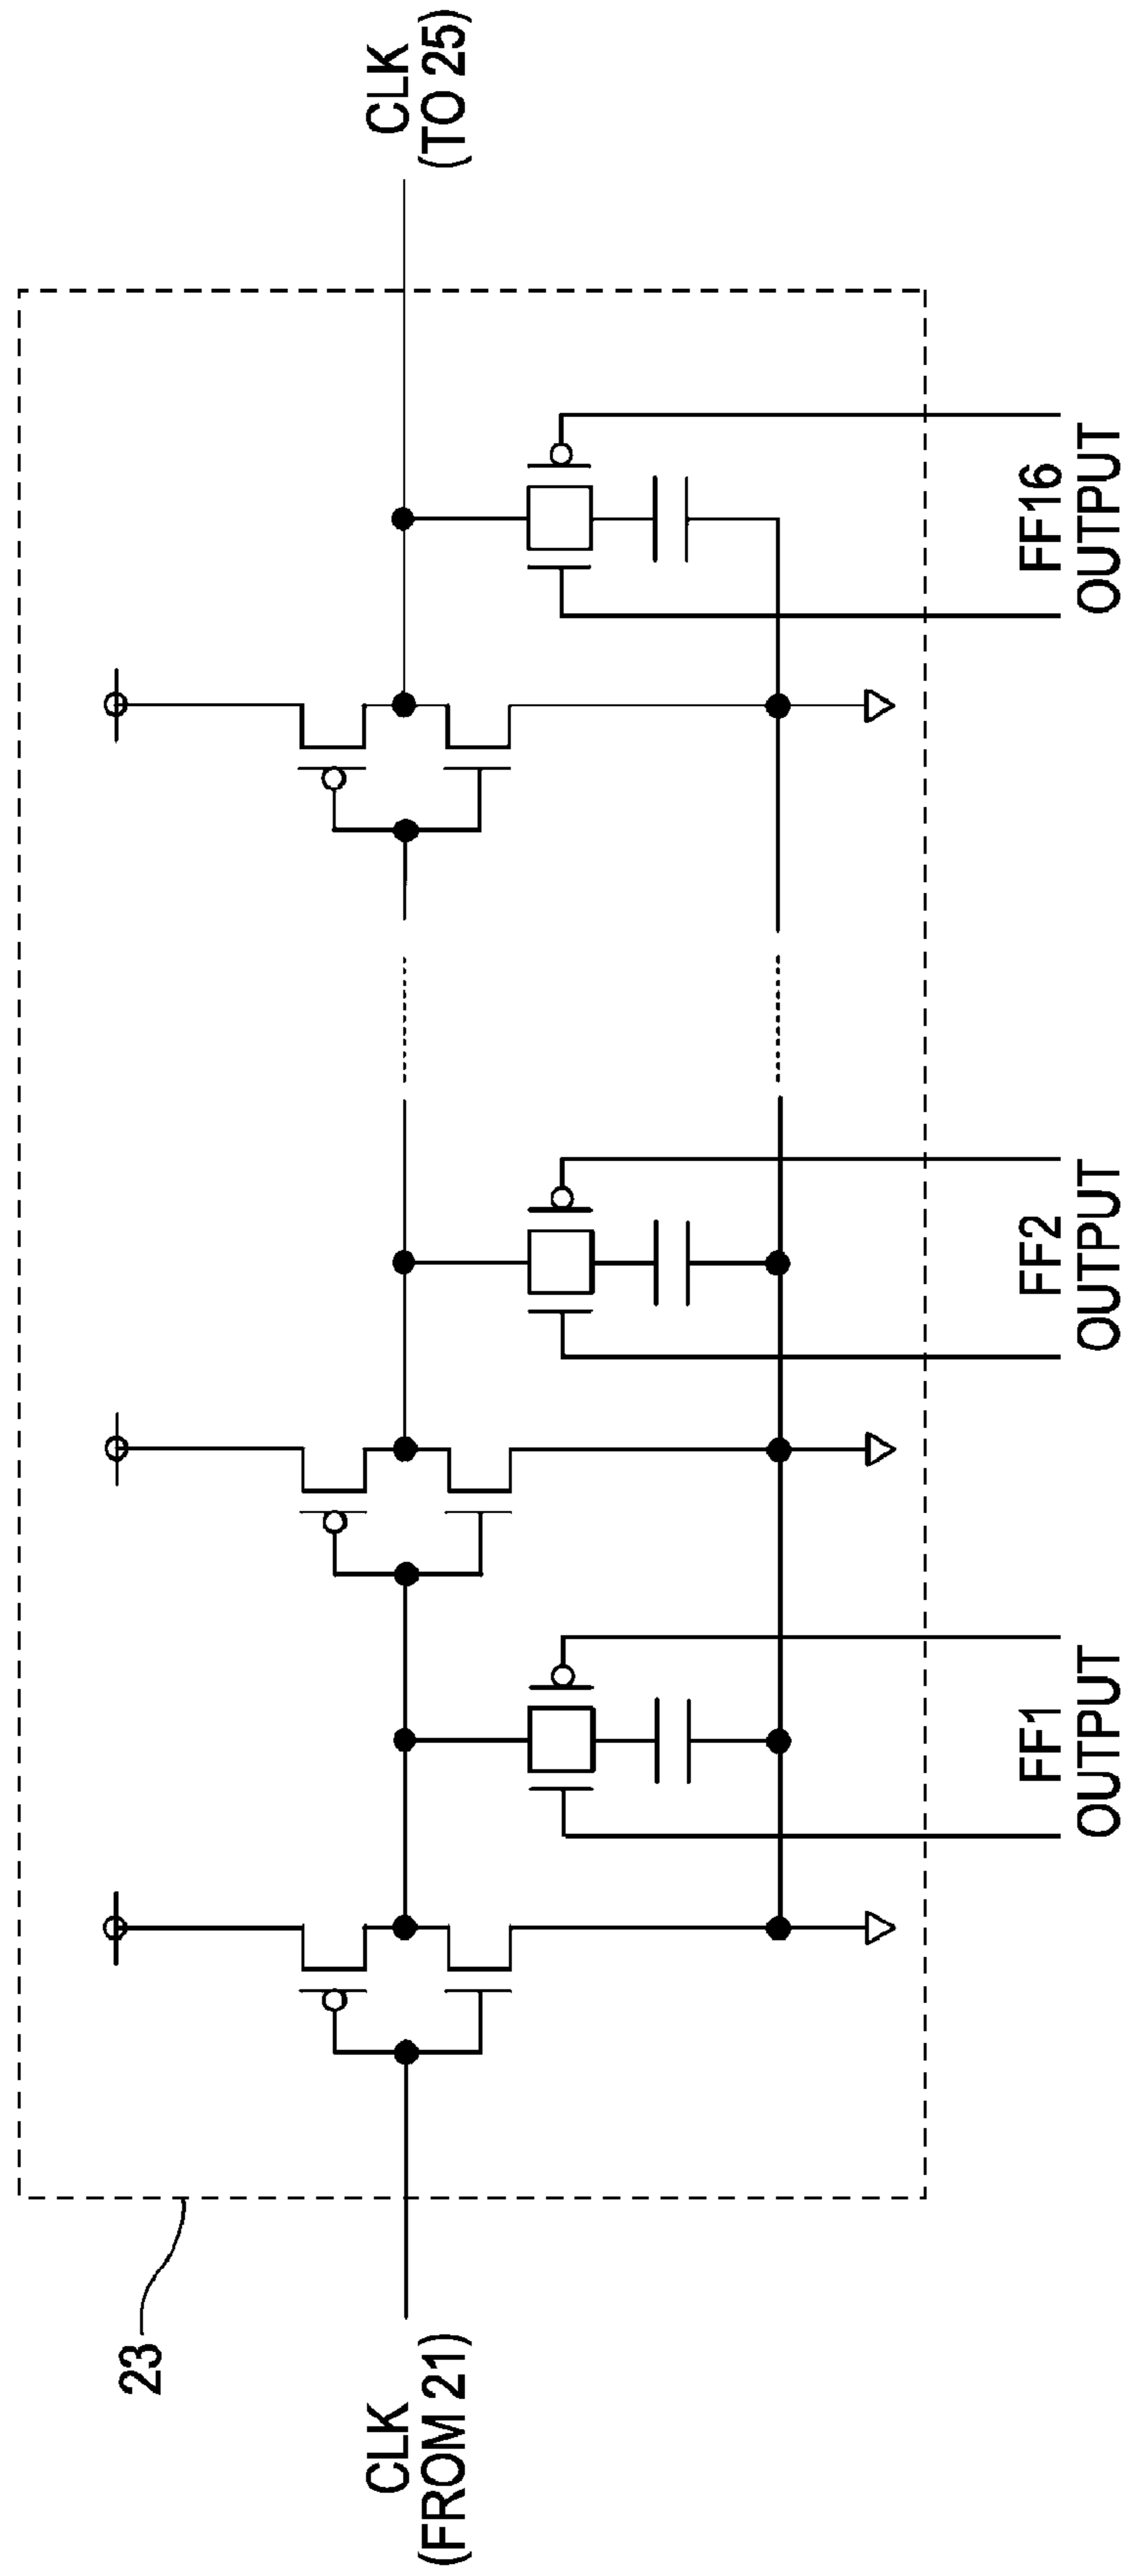 23
CLK
(FROM 21)
CLK
(TO 25)
FF1
OUTPUT
FF2
OUTPUT
FF16
OUTPUT